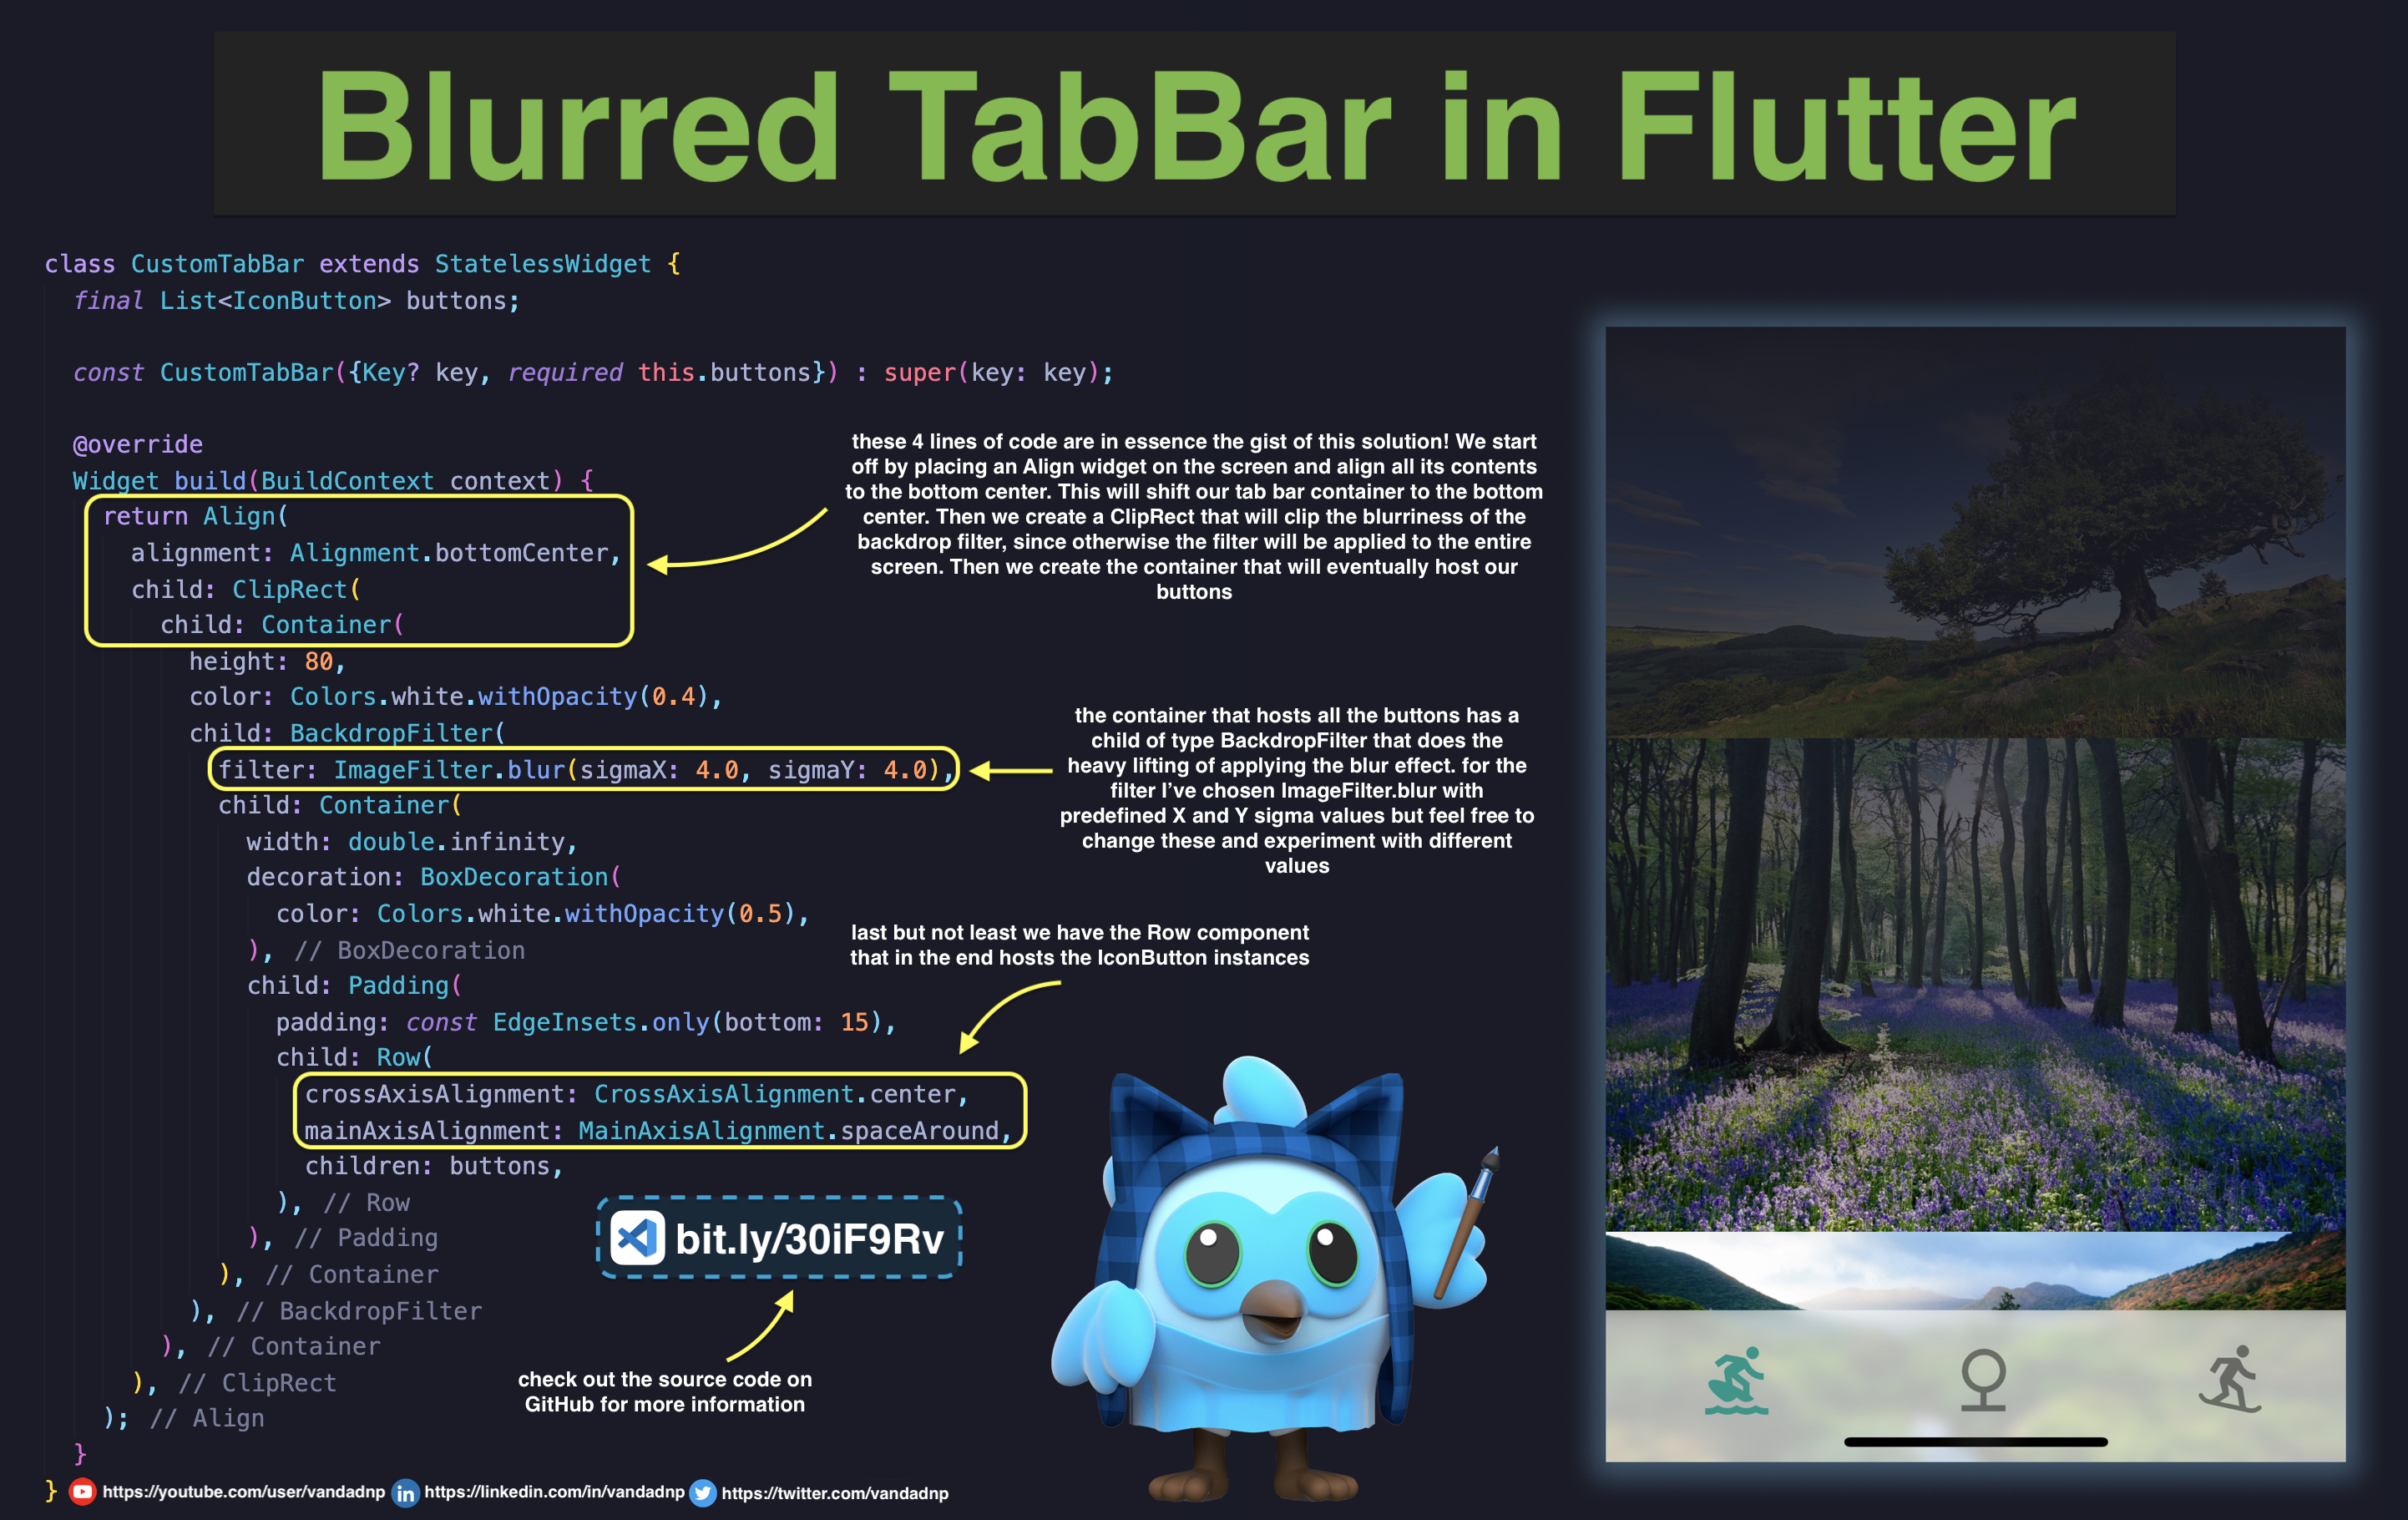 Blurred TabBar in Flutter
class CustomTabBar extends StatelessWidget {
final List<IconButton> buttons;
const CustomTabBar({Key? key, required this.buttons}) : super(key: key);
@override
Widget build(BuildContext context) {
return Align(
alignment: Alignment.bottomCenter,
child: ClipRect(
child: Container(
height: 80,
color: Colors.white.withOpacity(0.4),
child: BackdropFilter(
filter: ImageFilter.blur(sigmaX: 4.0, sigmaY: 4.0),
child: Container(
width: double.infinity,
decoration: BoxDecoration(
color: Colors.white.withOpacity(0.5),
), // BoxDecoration
child: Padding(
padding: const EdgeInsets.only(bottom: 15),
child: Row(
crossAxisAlignment: CrossAxisAlignment.center,
mainAxisAlignment: MainAxisAlignment.spaceAround,
children: buttons,
), // Row
), // Padding
), // Container
), // BackdropFilter
), // Container
), // ClipRect
); // Align
}
}
these 4 lines of code are in essence the gist of this solution! We start
off by placing an Align widget on the screen and align all its contents
to the bottom center. This will shift our tab bar container to the bottom
center. Then we create a ClipRect that will clip the blurriness of the
backdrop filter, since otherwise the filter will be applied to the entire
screen. Then we create the container that will eventually host our
buttons
the container that hosts all the buttons has a
child of type BackdropFilter that does the
heavy lifting of applying the blur effect. for the
filter I've chosen ImageFilter.blur with
predefined X and Y sigma values but feel free to
change these and experiment with different
values
last but not least we have the Row component
that in the end hosts the IconButton instances
bit.ly/30iF9Rv
check out the source code on
GitHub for more information
https://youtube.com/user/vandadnp in https://linkedin.com/in/vandadnp https://twitter.com/vandadnp